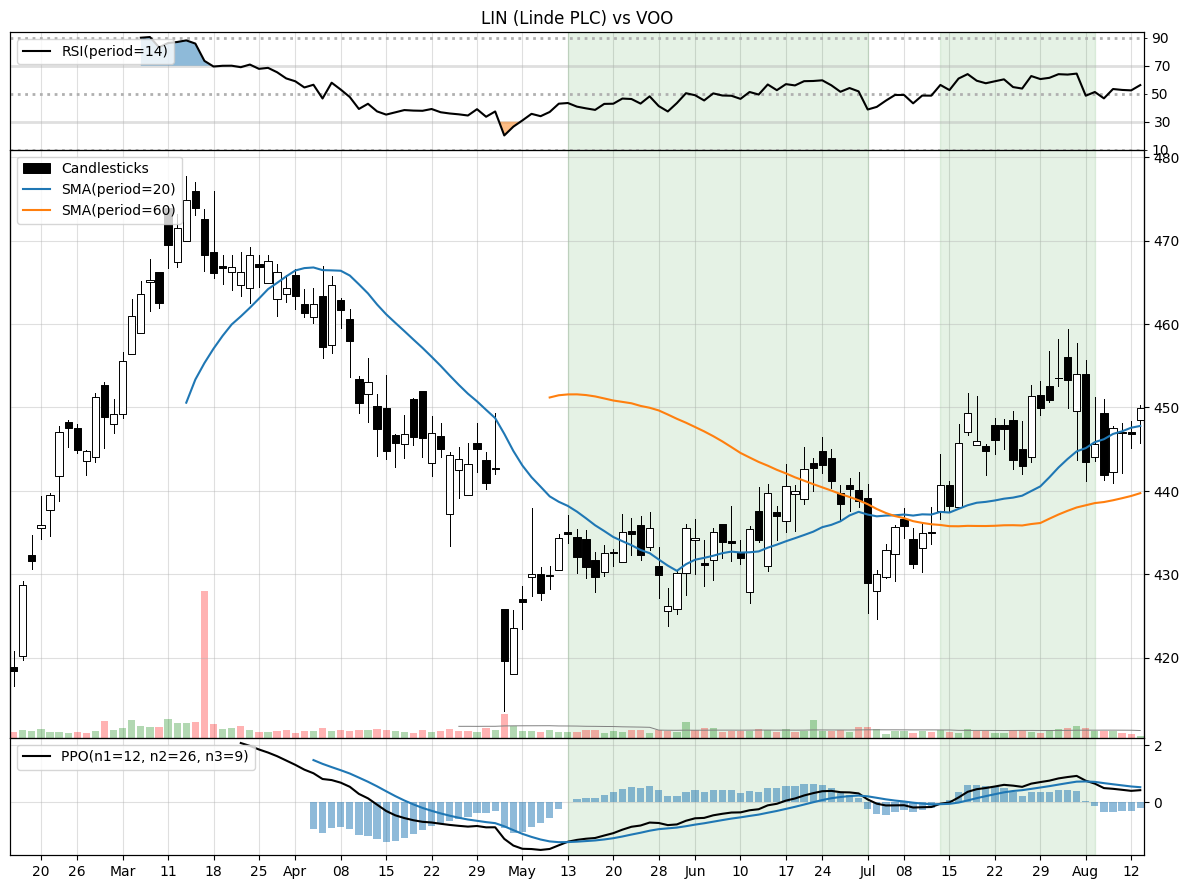 LIN (Linde PLC) vs VOO
RSI(period=14)
90
70
50
30
10
Candlesticks
SMA(period=20)
SMA(period=60)
480
470
460
450
440
430
420
PPO(n1=12, n2=26, n3=9)
2
0
20 26 Mar 11 18 25 Apr 08 15 22 29 May 13 20 28 Jun 10 17 24 Jul 08 15 29 Aug 12